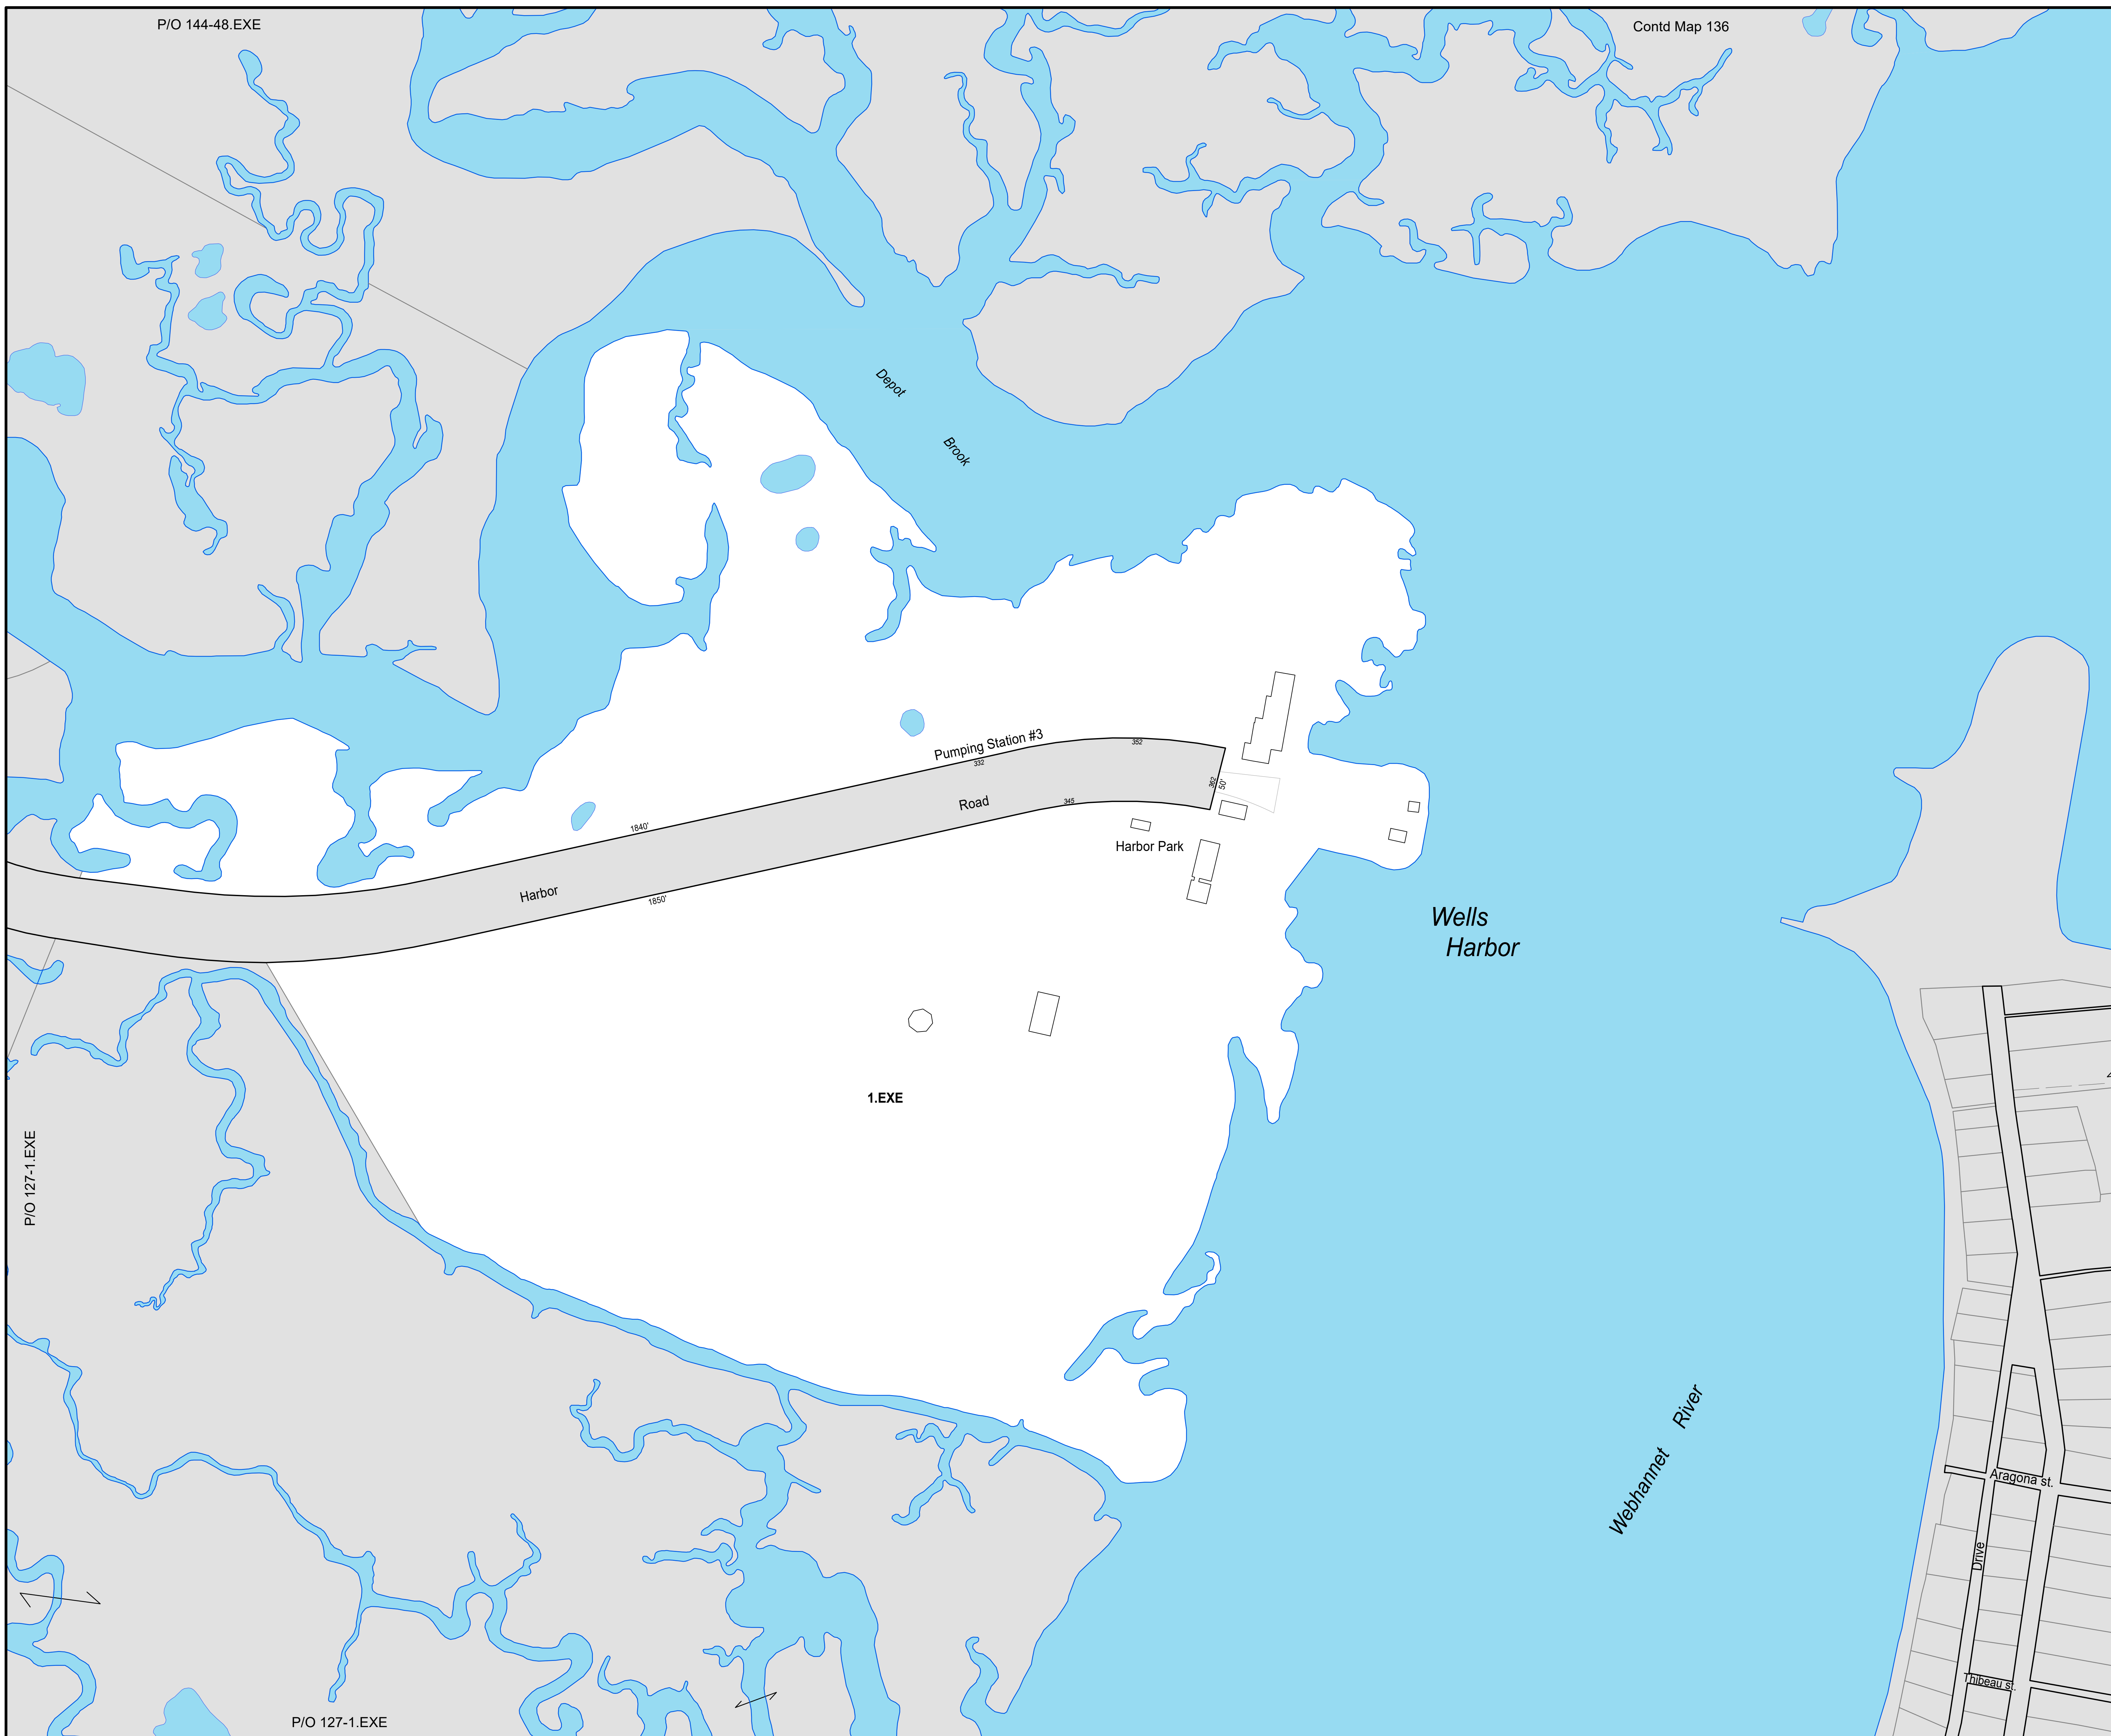 P/O 144-48.EXE
Contd Map 136
Depot
Brook
Pumping Station #3
332
352
362
50'
345
Road
1840'
Harbor Park
Harbor
1850'
Wells
Harbor
1.EXE
P/O 127-1.EXE
Webhannet River
Aragona st.
Drive
Thibeau st.
P/O 127-1.EXE